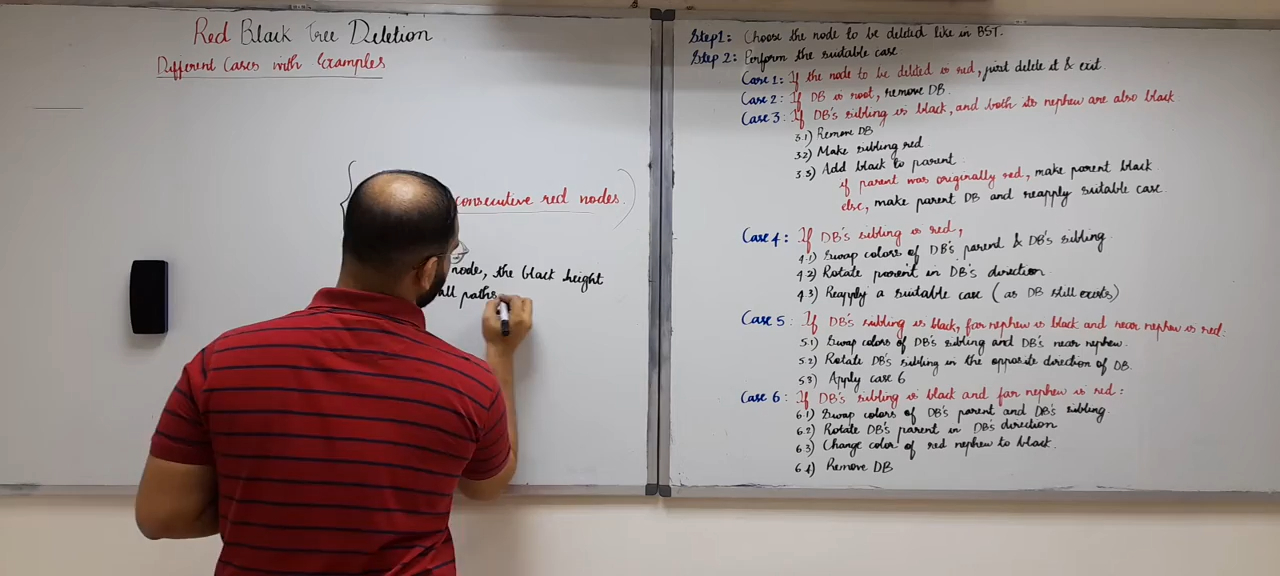 Red Black Tree Deletion
Different Cases with Examples
consecutive red nodes.
node, the black height
all paths
Step1: Choose the node to be deleted like in BST.
Step 2: Perform the suitable case
Case 1: If the node to be deleted is red, just delete it & exit.
Case 2: If DB is root, remove DB.
Case 3: If DB's sibling is black, and both its nephew are also black
3.1) Remove DB
3.2) Make sibling red
3.3) Add black to parent.
if parent was originally red, make parent black
else, make parent DB and reapply suitable case.
Case 4: If DB's sibling is red,
4.1) Swap colors of DB's parent & DB's sibling
4.2) Rotate parent in DB's direction
4.3) Reapply a suitable case (as DB still exists)
Case 5: If DB's sibling is black, far nephew is black and near nephew is red:
5.1) Swap colors of DB's sibling and DB's near nephew.
5.2) Rotate DB's sibling in the opposite direction of DB.
5.3) Apply case 6
Case 6: If DB's sibling is black and far nephew is red:
6.1) Swap colors of DB's parent and DB's sibling.
6.2) Rotate DB's parent in DB's direction
6.3) Change color of red nephew to black.
6.4) Remove DB